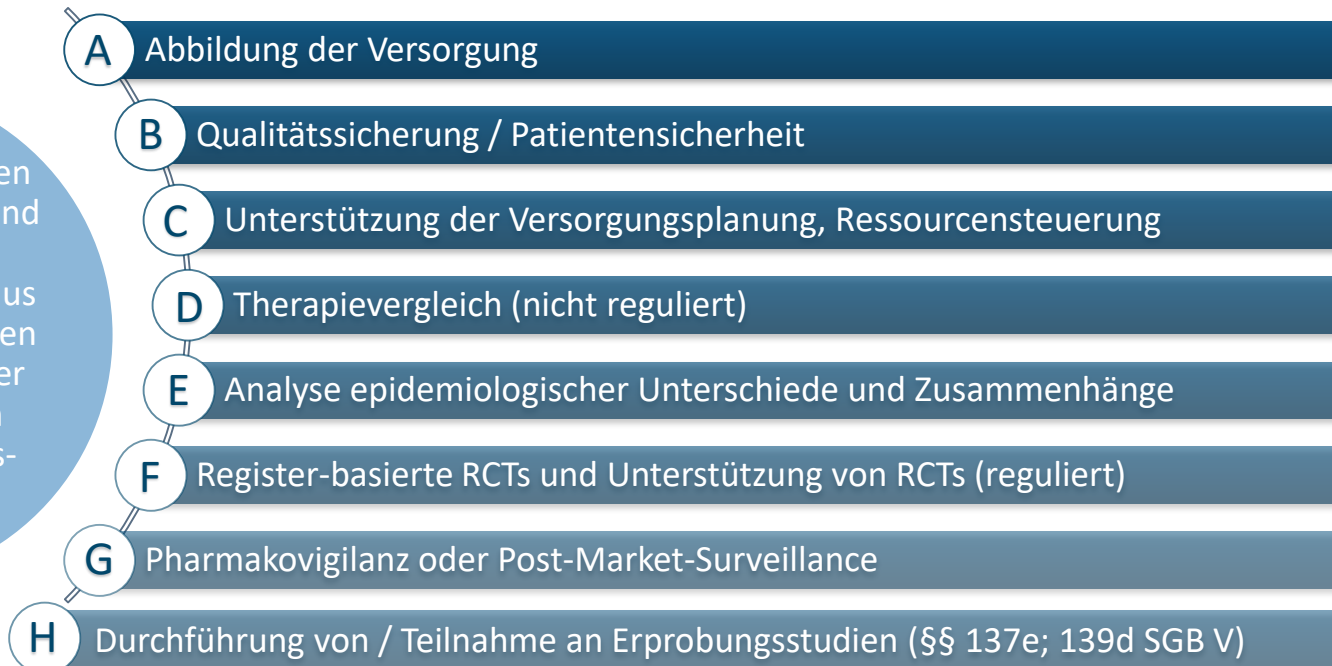 A Abbildung der Versorgung
B Qualitätssicherung / Patientensicherheit
C Unterstützung der Versorgungsplanung, Ressourcensteuerung
D Therapievergleich (nicht reguliert)
E Analyse epidemiologischer Unterschiede und Zusammenhänge
F Register-basierte RCTs und Unterstützung von RCTs (reguliert)
G Pharmakovigilanz oder Post-Market-Surveillance
H Durchführung von / Teilnahme an Erprobungsstudien (§§ 137e; 139d SGB V)